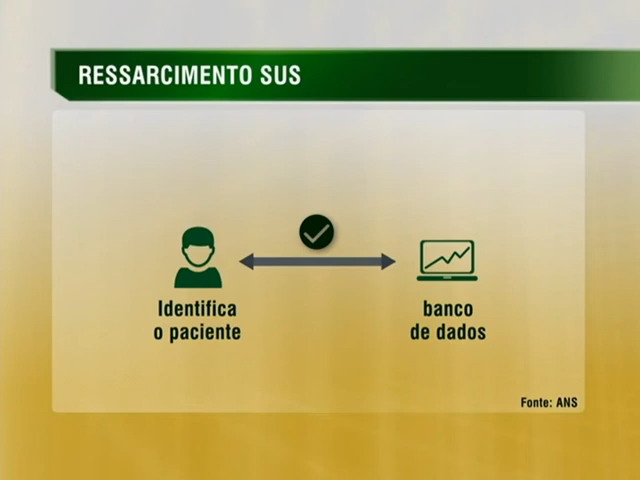 RESSARCIMENTO SUS
Identifica
o paciente
banco
de dados
Fonte: ANS